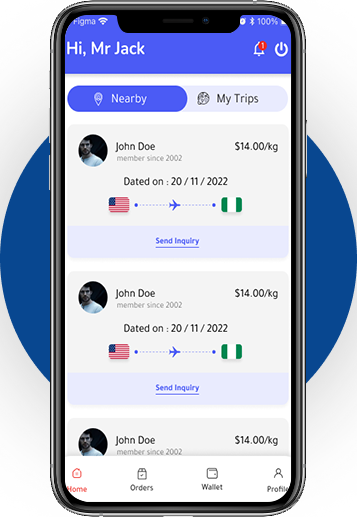 Figma 100%
Hi, Mr Jack
1
Nearby My Trips
John Doe $14.00/kg
member since 2002
Dated on : 20 / 11 / 2022
Send Inquiry
John Doe $14.00/kg
member since 2002
Dated on : 20 / 11 / 2022
Send Inquiry
John Doe $14.00/kg
member since 2002
Home Orders Wallet Profile